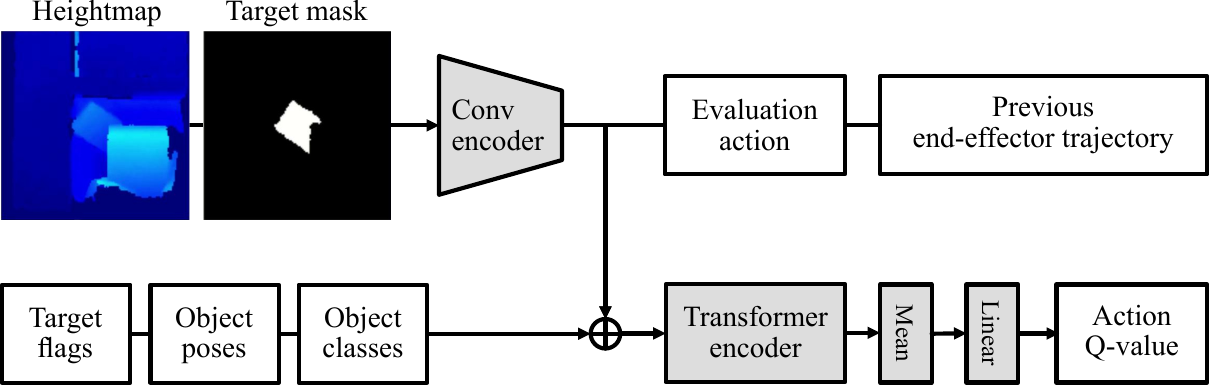 Heightmap
Target mask
Conv
encoder
Evaluation
action
Previous
end-effector trajectory
Target
flags
Object
poses
Object
classes
Transformer
encoder
Mean
Linear
Action
Q-value